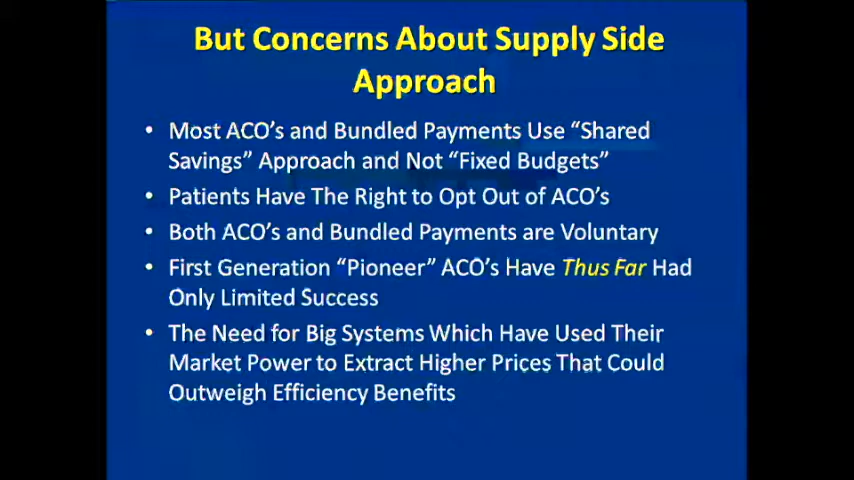 But Concerns About Supply Side
Approach
• Most ACO's and Bundled Payments Use “Shared
Savings” Approach and Not “Fixed Budgets”
• Patients Have The Right to Opt Out of ACO's
• Both ACO's and Bundled Payments are Voluntary
• First Generation “Pioneer” ACO's Have Thus Far Had
Only Limited Success
• The Need for Big Systems Which Have Used Their
Market Power to Extract Higher Prices That Could
Outweigh Efficiency Benefits